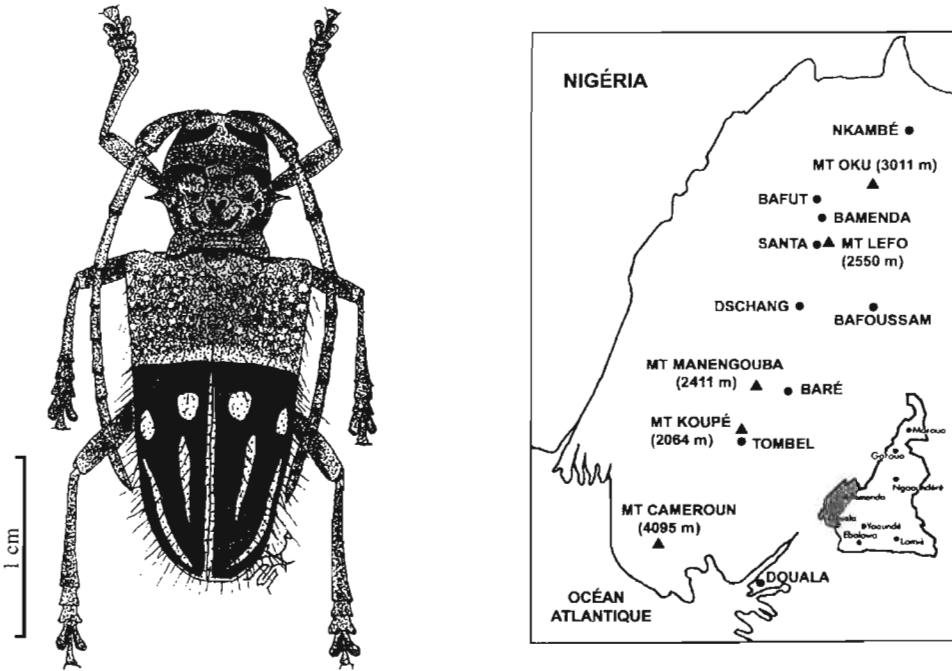 1 cm
NIGÉRIA
NKAMBÉ
MT OKU (3011 m)
BAFUT
BAMENDA
SANTA
MT LEFO
(2550 m)
DSCHANG
BAFOUSSAM
MT MANENGOUBA
(2411 m)
BARÉ
MT KOUPÉ
(2064 m)
TOMBEL
MT CAMEROUN
(4095 m)
DOUALA
OCÉAN
ATLANTIQUE
Maroua
Garoua
Ngaoundéré
Yaoundé
Ebolowa